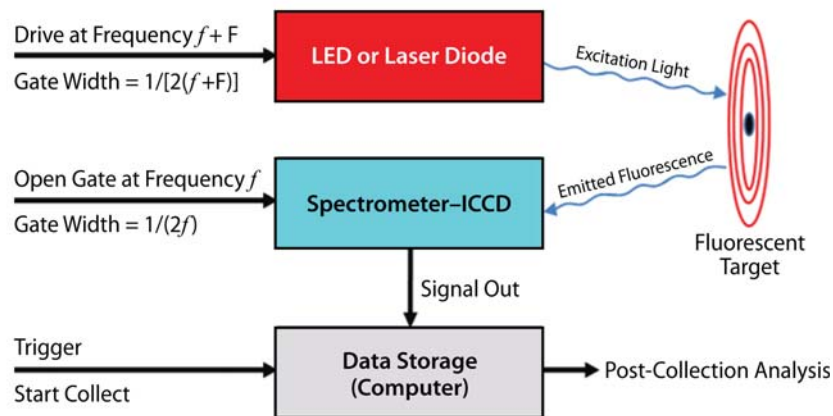 Drive at Frequency f + F
Gate Width = 1/[2(f+F)]
LED or Laser Diode
Excitation Light
Open Gate at Frequency f
Gate Width = 1/(2f)
Spectrometer–ICCD
Emitted Fluorescence
Fluorescent
Target
Signal Out
Trigger
Start Collect
Data Storage
(Computer)
Post-Collection Analysis